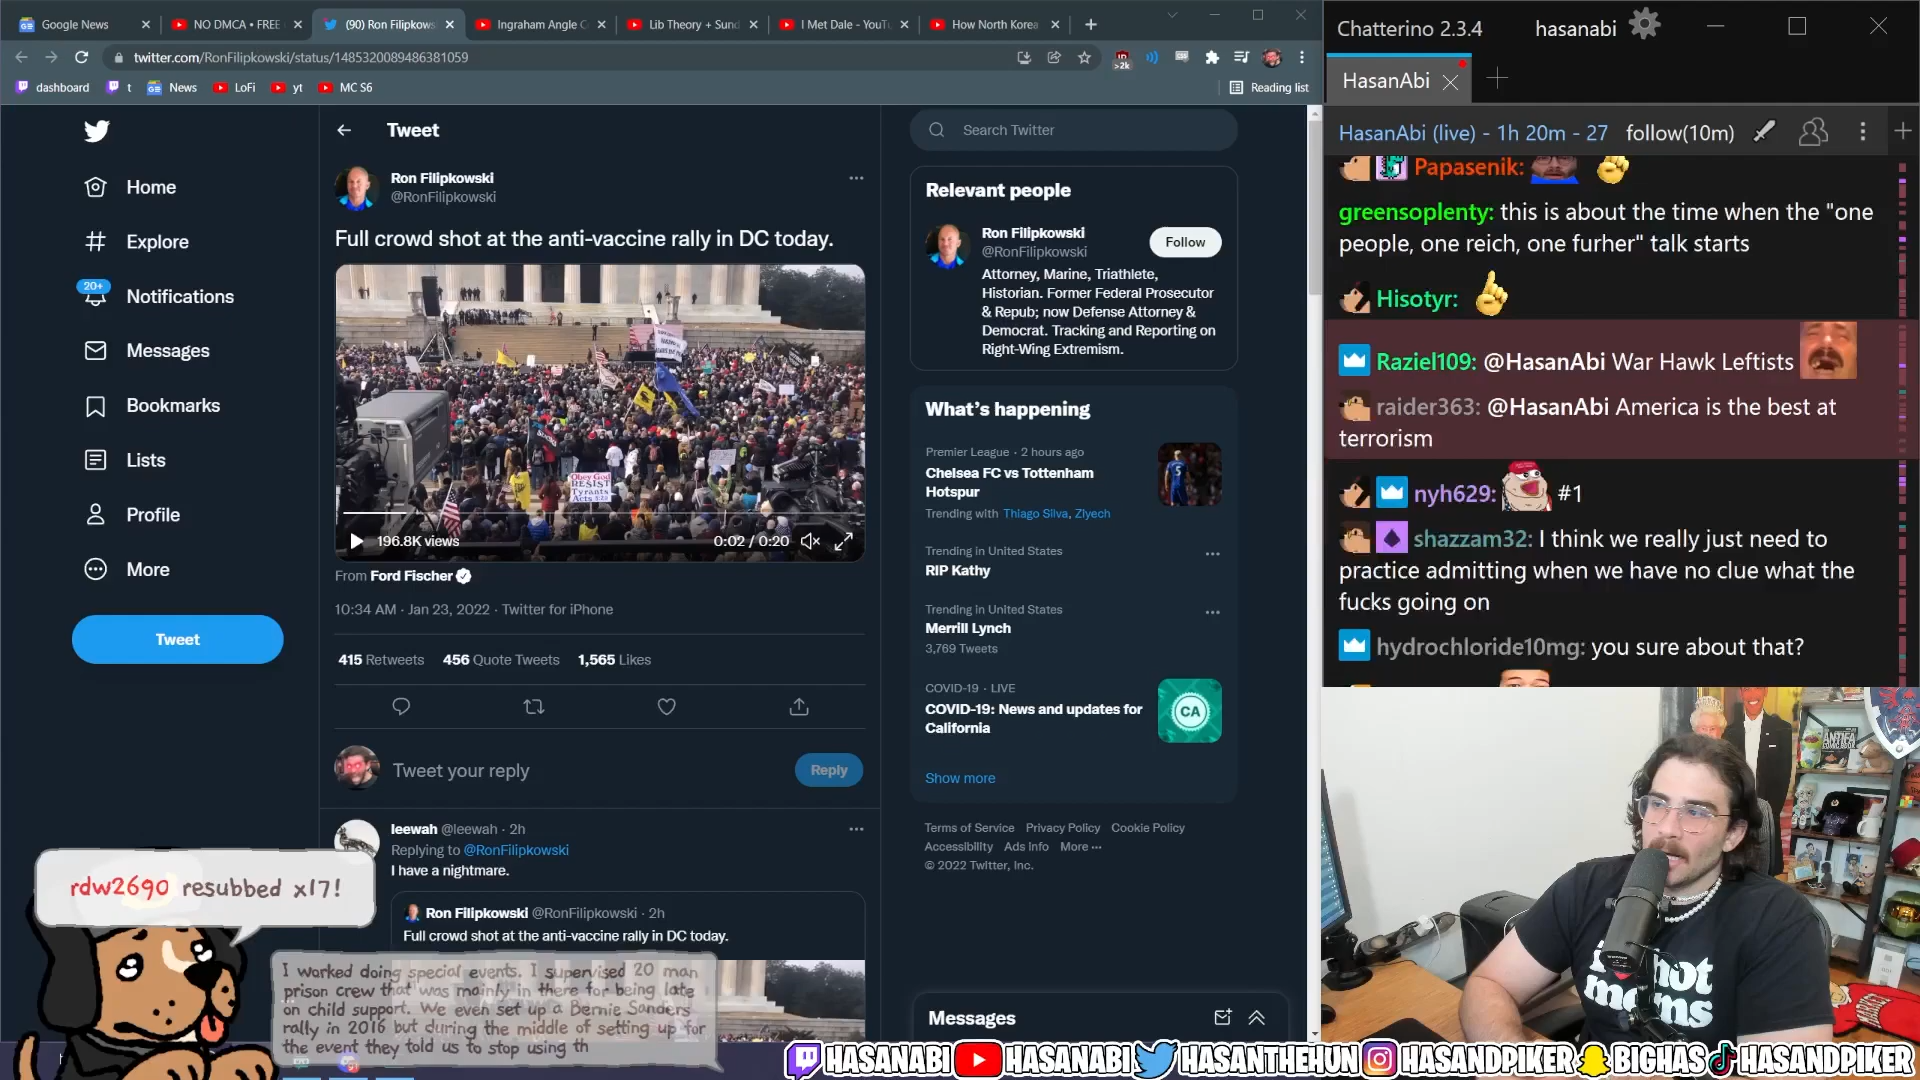 Google News
NO DMCA • FREE
(90) Ron Filipkows
Ingraham Angle
Lib Theory + Sund
I Met Dale - YouTu
How North Korea
twitter.com/RonFilipkowski/status/1485320089486381059
>2k
dashboard
t
News
LoFi
yt
MC S6
Reading list
Home
Explore
20+
Notifications
Messages
Bookmarks
Lists
Profile
More
Tweet
Tweet
Ron Filipkowski
@RonFilipkowski
Full crowd shot at the anti-vaccine rally in DC today.
Obey God
RESIST
Tyrants
196.8K views
0:02 / 0:20
From Ford Fischer
10:34 AM · Jan 23, 2022 · Twitter for iPhone
415 Retweets
456 Quote Tweets
1,565 Likes
Tweet your reply
Reply
leewah @leewah · 2h
Replying to @RonFilipkowski
I have a nightmare.
Ron Filipkowski @RonFilipkowski · 2h
Full crowd shot at the anti-vaccine rally in DC today.
Search Twitter
Relevant people
Ron Filipkowski
@RonFilipkowski
Follow
Attorney, Marine, Triathlete,
Historian. Former Federal Prosecutor
& Repub; now Defense Attorney &
Democrat. Tracking and Reporting on
Right-Wing Extremism.
What's happening
Premier League · 2 hours ago
Chelsea FC vs Tottenham
Hotspur
Trending with Thiago Silva, Ziyech
Trending in United States
RIP Kathy
Trending in United States
Merrill Lynch
3,769 Tweets
COVID-19 · LIVE
COVID-19: News and updates for
California
CA
Show more
Terms of Service Privacy Policy Cookie Policy
Accessibility Ads info More ···
© 2022 Twitter, Inc.
Messages
rdw2690 resubbed x17!
I worked doing special events. I supervised 20 man
prison crew that was mainly in there for being late
on child support. We even set up a Bernie Sanders
rally in 2016 but during the middle of setting up for
the event they told us to stop using th
Chatterino 2.3.4
hasanabi
HasanAbi
HasanAbi (live) - 1h 20m - 27
follow(10m)
Papasenik:
greensoplenty: this is about the time when the "one
people, one reich, one furher" talk starts
Hisotyr:
Raziel109: @HasanAbi War Hawk Leftists
raider363: @HasanAbi America is the best at
terrorism
nyh629: #1
shazzam32: I think we really just need to
practice admitting when we have no clue what the
fucks going on
hydrochloride10mg: you sure about that?
ANTIFA
HASANABI
HASANABI
HASANTHEHUN
HASANDPIKER
BIGHAS
HASANDPIKER